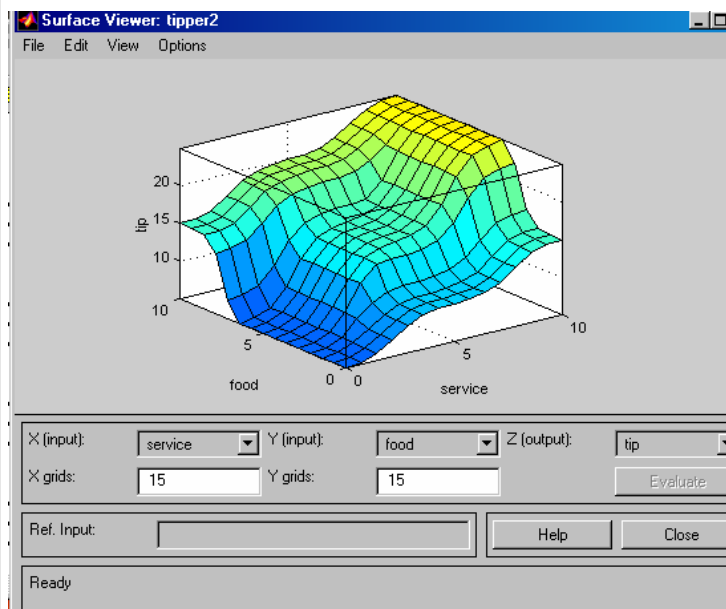 Surface Viewer: tipper2
File Edit View Options
20
15
10
tip
10
5
0
0
5
10
food
service
X (input): service Y (input): food Z (output): tip
X grids: 15 Y grids: 15 Evaluate
Ref. Input: Help Close
Ready